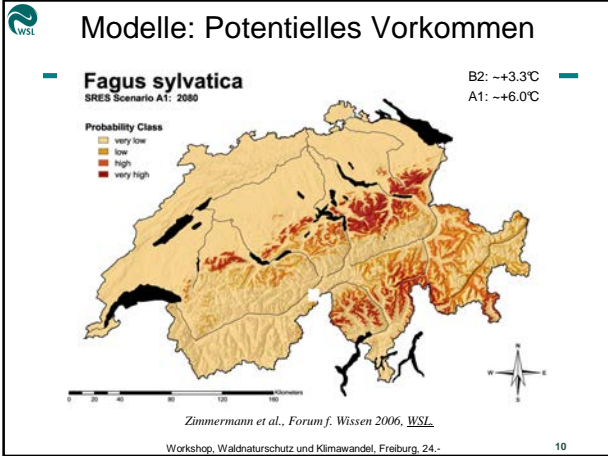 WSL
Modelle: Potentielles Vorkommen
Fagus sylvatica
SRES Scenario A1: 2080
B2: ~+3.3°C
A1: ~+6.0°C
Probability Class
very low
low
high
very high
N
W E
S
Kilometers
0 20 40 80 120 160
Zimmermann et al., Forum f. Wissen 2006, WSL.
Workshop, Waldnaturschutz und Klimawandel, Freiburg, 24.-
10